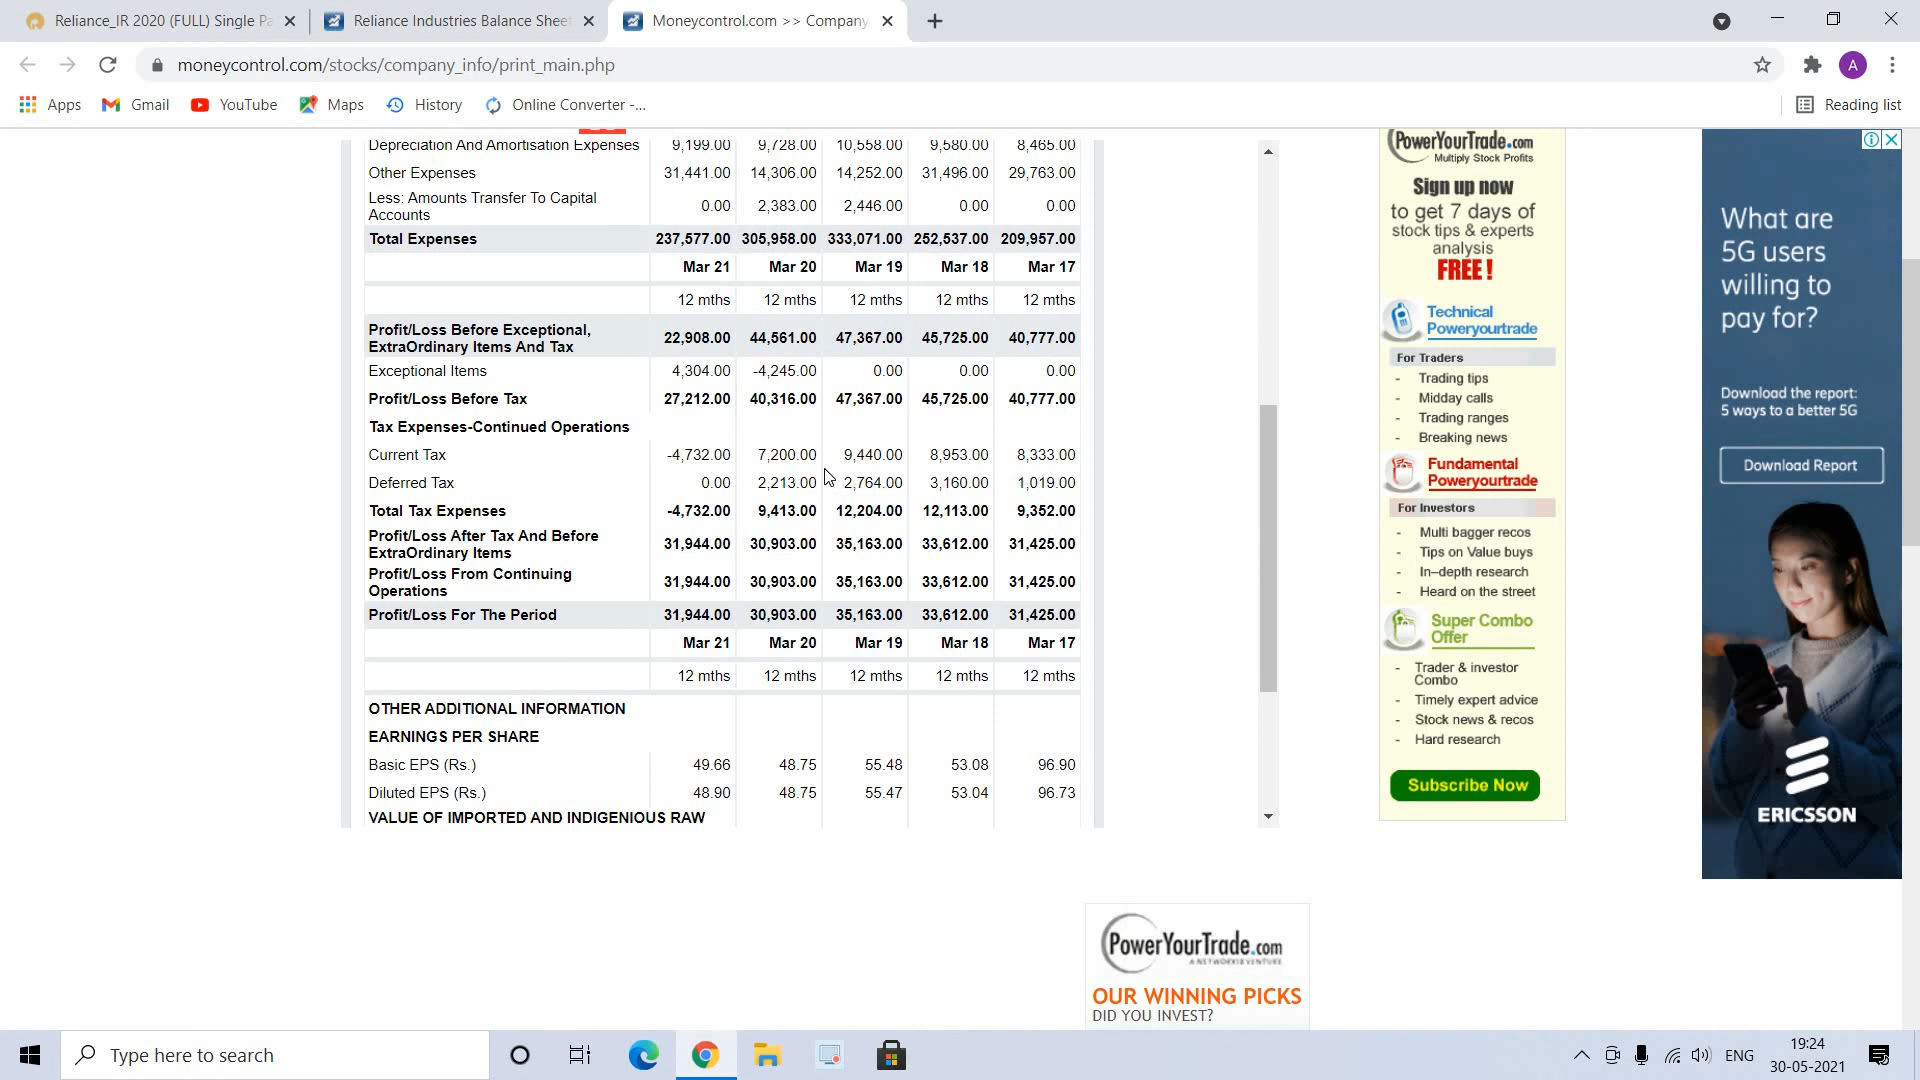 Reliance_IR 2020 (FULL) Single Pa
Reliance Industries Balance Sheet
Moneycontrol.com >> Company
moneycontrol.com/stocks/company_info/print_main.php
A
Apps
Gmail
YouTube
Maps
History
Online Converter -...
Reading list
Depreciation And Amortisation Expenses 9,199.00 9,728.00 10,558.00 9,580.00 8,465.00
Other Expenses 31,441.00 14,306.00 14,252.00 31,496.00 29,763.00
Less: Amounts Transfer To Capital
Accounts 0.00 2,383.00 2,446.00 0.00 0.00
Total Expenses 237,577.00 305,958.00 333,071.00 252,537.00 209,957.00
Mar 21 Mar 20 Mar 19 Mar 18 Mar 17
12 mths 12 mths 12 mths 12 mths 12 mths
Profit/Loss Before Exceptional,
ExtraOrdinary Items And Tax 22,908.00 44,561.00 47,367.00 45,725.00 40,777.00
Exceptional Items 4,304.00 -4,245.00 0.00 0.00 0.00
Profit/Loss Before Tax 27,212.00 40,316.00 47,367.00 45,725.00 40,777.00
Tax Expenses-Continued Operations
Current Tax -4,732.00 7,200.00 9,440.00 8,953.00 8,333.00
Deferred Tax 0.00 2,213.00 2,764.00 3,160.00 1,019.00
Total Tax Expenses -4,732.00 9,413.00 12,204.00 12,113.00 9,352.00
Profit/Loss After Tax And Before
ExtraOrdinary Items 31,944.00 30,903.00 35,163.00 33,612.00 31,425.00
Profit/Loss From Continuing
Operations 31,944.00 30,903.00 35,163.00 33,612.00 31,425.00
Profit/Loss For The Period 31,944.00 30,903.00 35,163.00 33,612.00 31,425.00
Mar 21 Mar 20 Mar 19 Mar 18 Mar 17
12 mths 12 mths 12 mths 12 mths 12 mths
OTHER ADDITIONAL INFORMATION
EARNINGS PER SHARE
Basic EPS (Rs.) 49.66 48.75 55.48 53.08 96.90
Diluted EPS (Rs.) 48.90 48.75 55.47 53.04 96.73
VALUE OF IMPORTED AND INDIGENIOUS RAW
PowerYourTrade.com
Multiply Stock Profits
Sign up now
to get 7 days of
stock tips & experts
analysis
FREE !
Technical
Poweryourtrade
For Traders
- Trading tips
- Midday calls
- Trading ranges
- Breaking news
Fundamental
Poweryourtrade
For Investors
- Multi bagger recos
- Tips on Value buys
- In-depth research
- Heard on the street
Super Combo
Offer
- Trader & investor
Combo
- Timely expert advice
- Stock news & recos
- Hard research
Subscribe Now
What are
5G users
willing to
pay for?
Download the report:
5 ways to a better 5G
Download Report
ERICSSON
PowerYourTrade.com
A NETWORK18 VENTURE
OUR WINNING PICKS
DID YOU INVEST?
Type here to search
ENG
19:24
30-05-2021